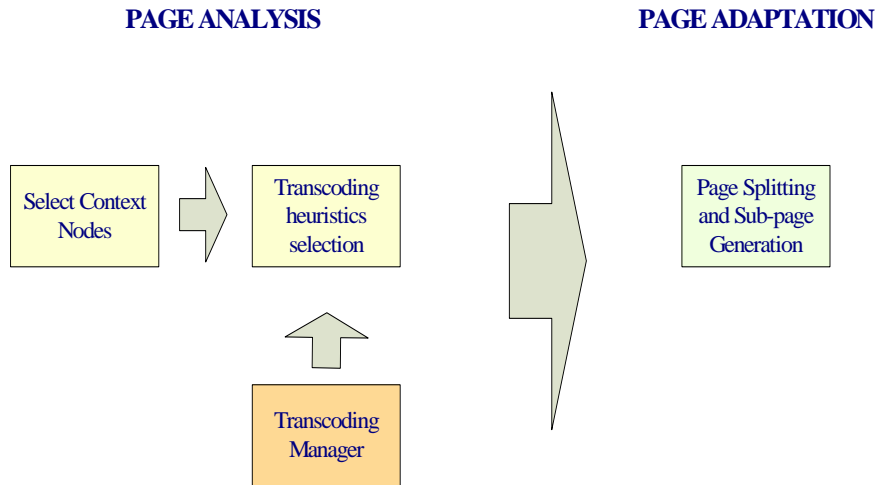 PAGE ANALYSIS
PAGE ADAPTATION
Select Context
Nodes
Transcoding
heuristics
selection
Page Splitting
and Sub-page
Generation
Transcoding
Manager